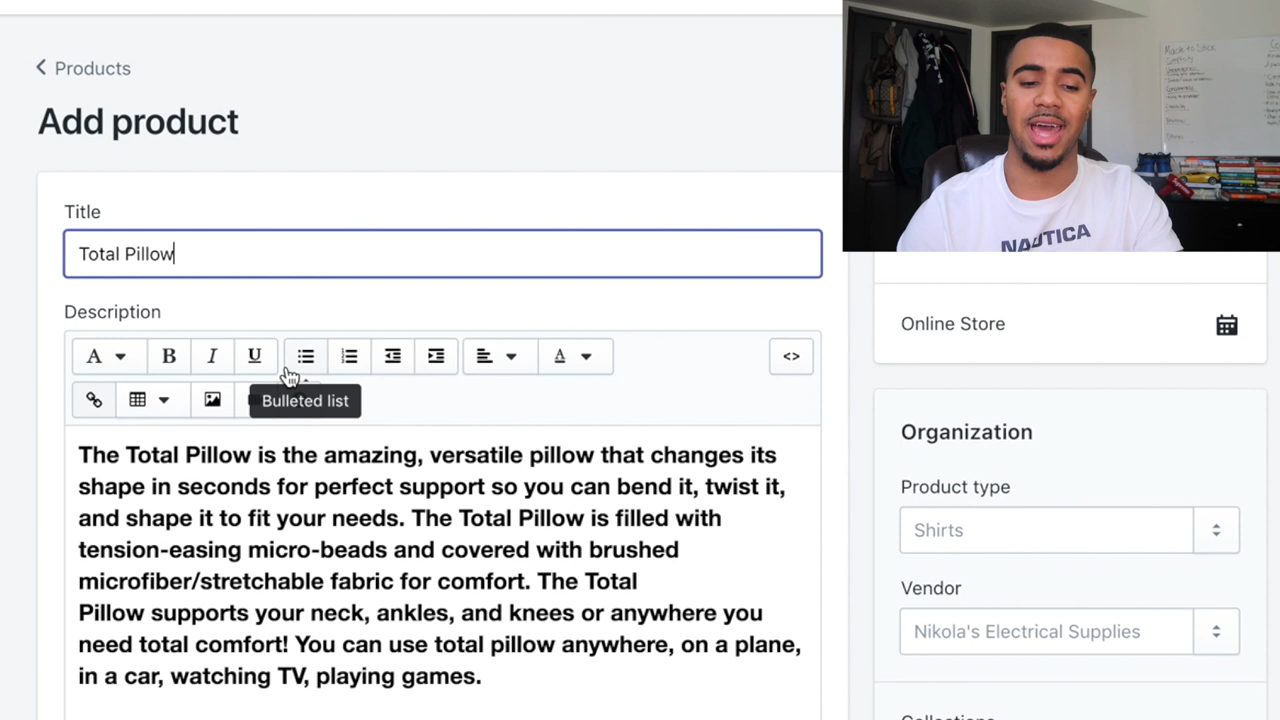 Products
Add product
Title
Total Pillow
Description
A
B
I
U
A
<>
Bulleted list
The Total Pillow is the amazing, versatile pillow that changes its
shape in seconds for perfect support so you can bend it, twist it,
and shape it to fit your needs. The Total Pillow is filled with
tension-easing micro-beads and covered with brushed
microfiber/stretchable fabric for comfort. The Total
Pillow supports your neck, ankles, and knees or anywhere you
need total comfort! You can use total pillow anywhere, on a plane,
in a car, watching TV, playing games.
Made to Stick
NAUTICA
Online Store
Organization
Product type
Shirts
Vendor
Nikola's Electrical Supplies
Collections